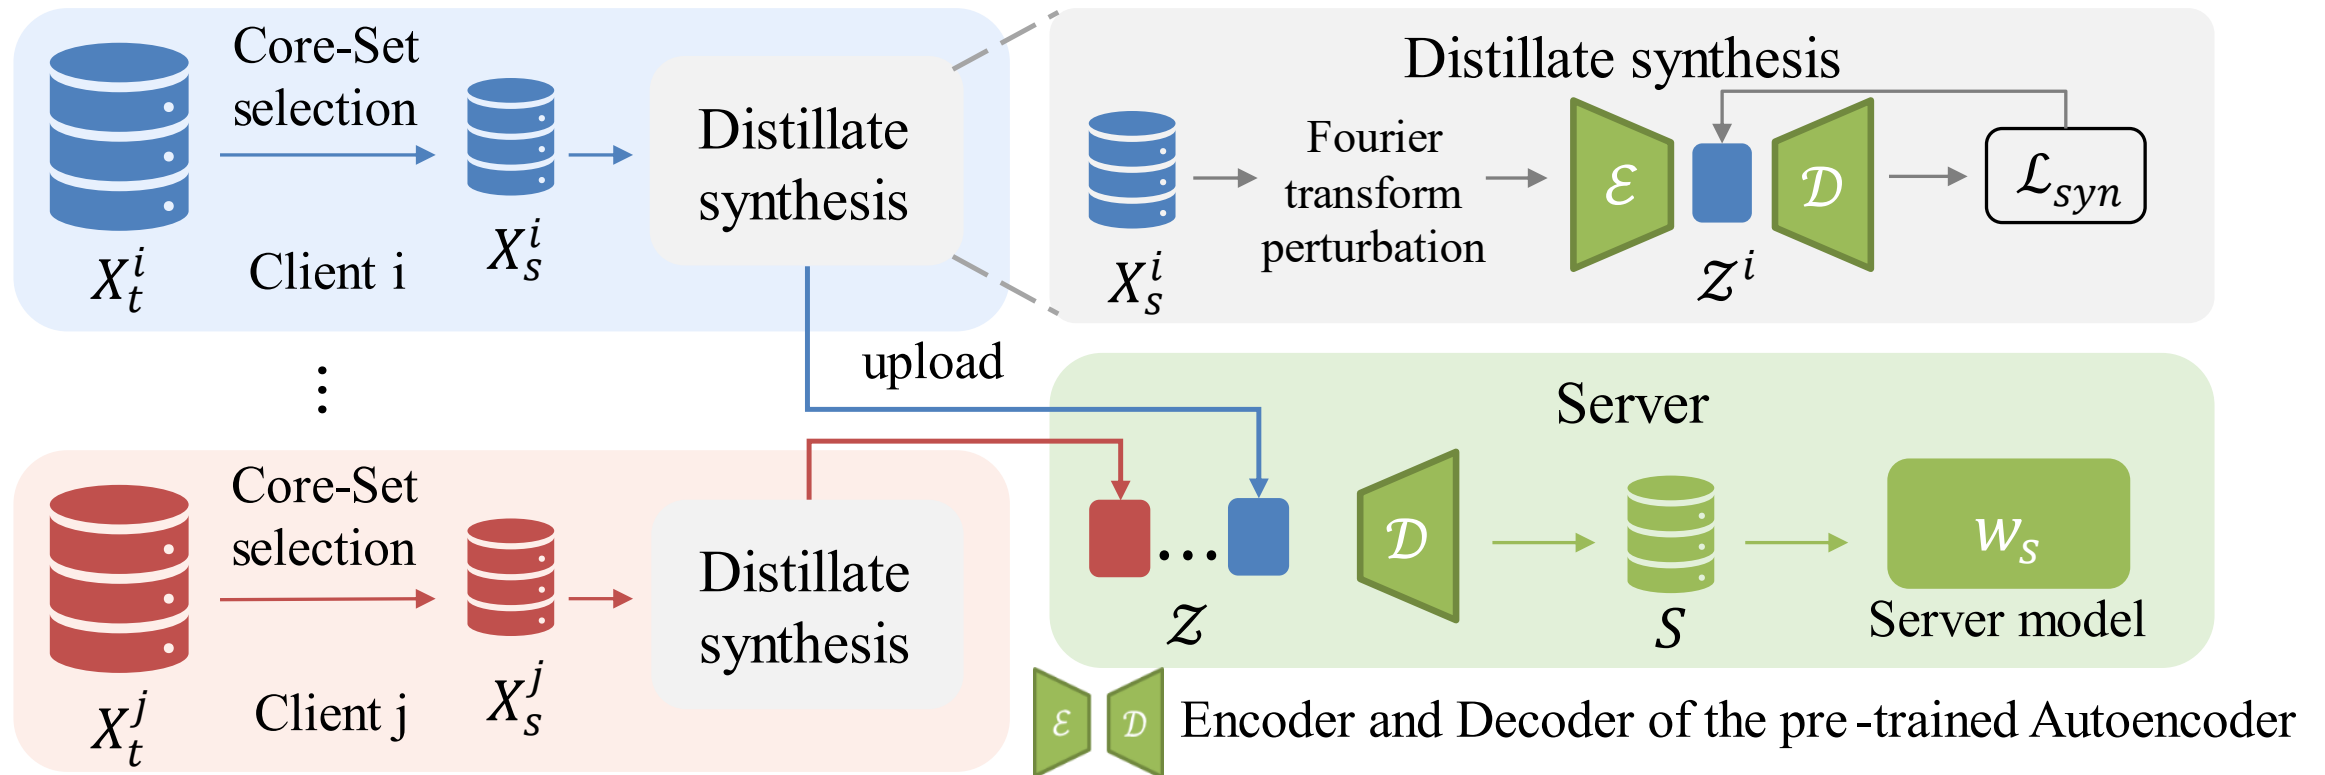 Core-Set
selection
Client i
X_t^i
X_s^i
Distillate
synthesis
Distillate synthesis
X_s^i
Fourier
transform
perturbation
ℰ
𝒵^i
𝒟
ℒ_syn
⋮
upload
Core-Set
selection
Client j
X_t^j
X_s^j
Distillate
synthesis
Server
...
𝒵
𝒟
S
w_s
Server model
ℰ 𝒟 Encoder and Decoder of the pre-trained Autoencoder